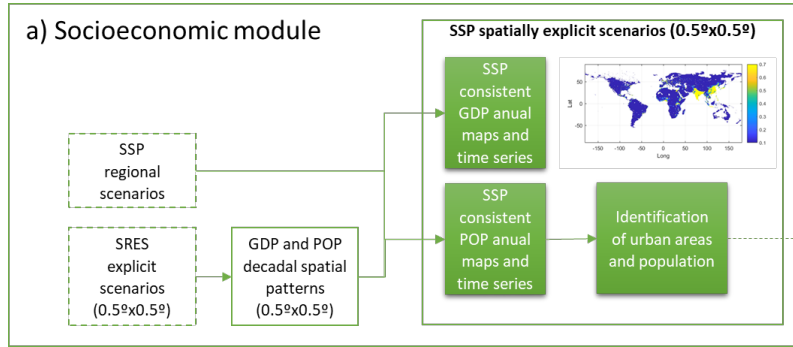 a) Socioeconomic module
SSP spatially explicit scenarios (0.5ºx0.5º)
SSP
consistent
GDP anual
maps and
time series
Lat
50
0
-50
-150
-100
-50
0
50
100
150
Long
0.7
0.6
0.5
0.4
0.3
0.2
0.1
SSP
regional
scenarios
SRES
explicit
scenarios
(0.5ºx0.5º)
GDP and POP
decadal spatial
patterns
(0.5ºx0.5º)
SSP
consistent
POP anual
maps and
time series
Identification
of urban areas
and population